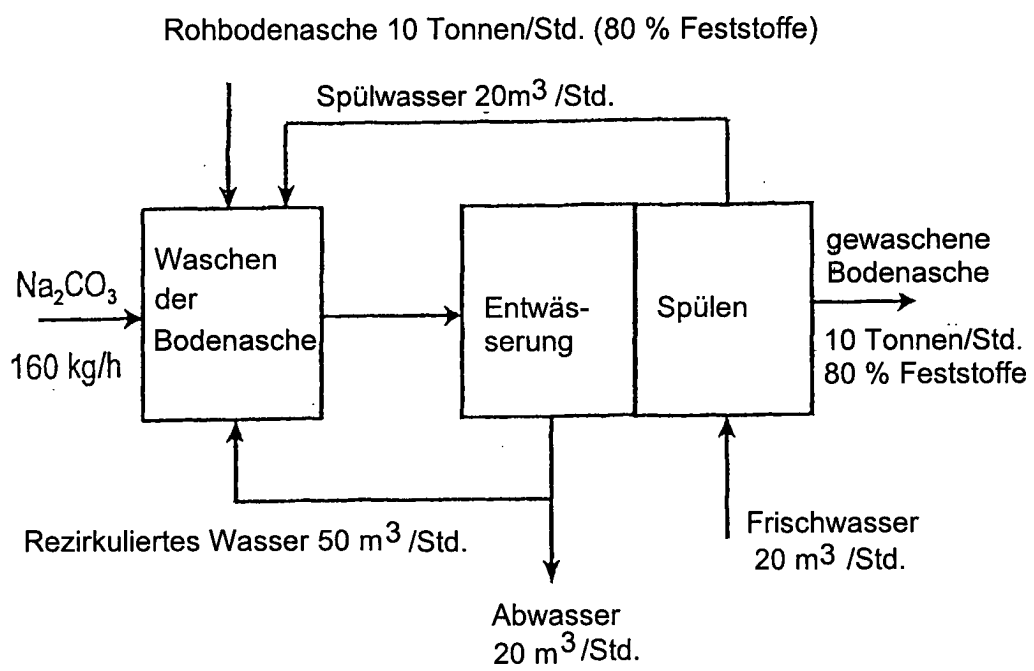 Rohbodenasche 10 Tonnen/Std. (80 % Feststoffe)
Spülwasser 20m³ /Std.
Na₂CO₃
160 kg/h
Waschen
der
Bodenasche
Entwäs-
serung
Spülen
gewaschene
Bodenasche
10 Tonnen/Std.
80 % Feststoffe
Rezirkuliertes Wasser 50 m³ /Std.
Frischwasser
20 m³ /Std.
Abwasser
20 m³ /Std.